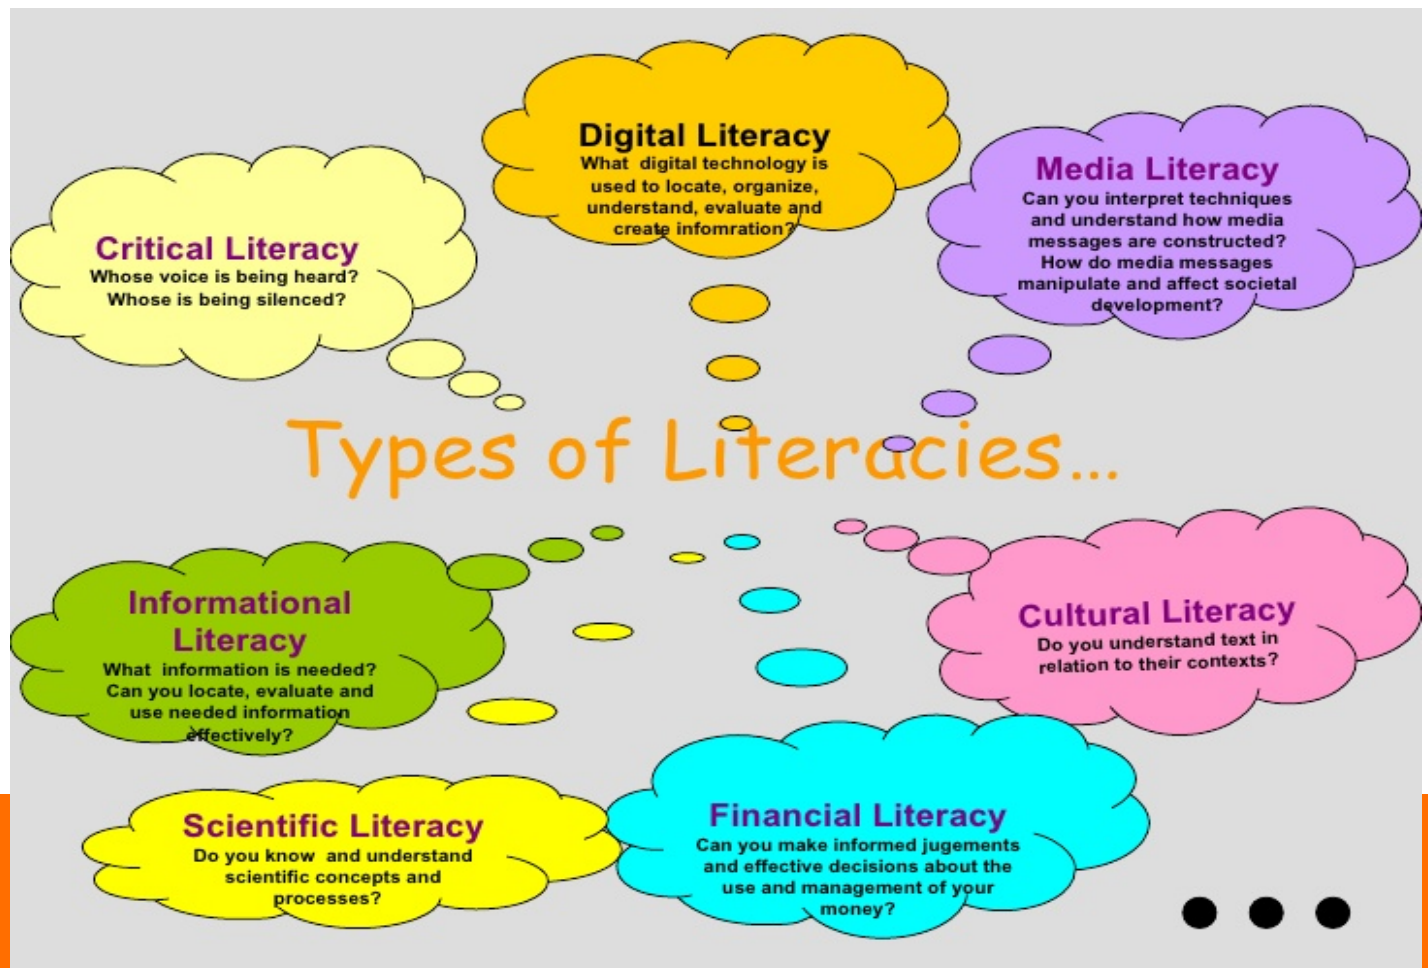 Digital Literacy
What digital technology is
used to locate, organize,
understand, evaluate and
create infomration?
Media Literacy
Can you interpret techniques
and understand how media
messages are constructed?
How do media messages
manipulate and affect societal
development?
Critical Literacy
Whose voice is being heard?
Whose is being silenced?
Types of Literacies...
Informational
Literacy
What information is needed?
Can you locate, evaluate and
use needed information
effectively?
Cultural Literacy
Do you understand text in
relation to their contexts?
Scientific Literacy
Do you know and understand
scientific concepts and
processes?
Financial Literacy
Can you make informed jugements
and effective decisions about the
use and management of your
money?